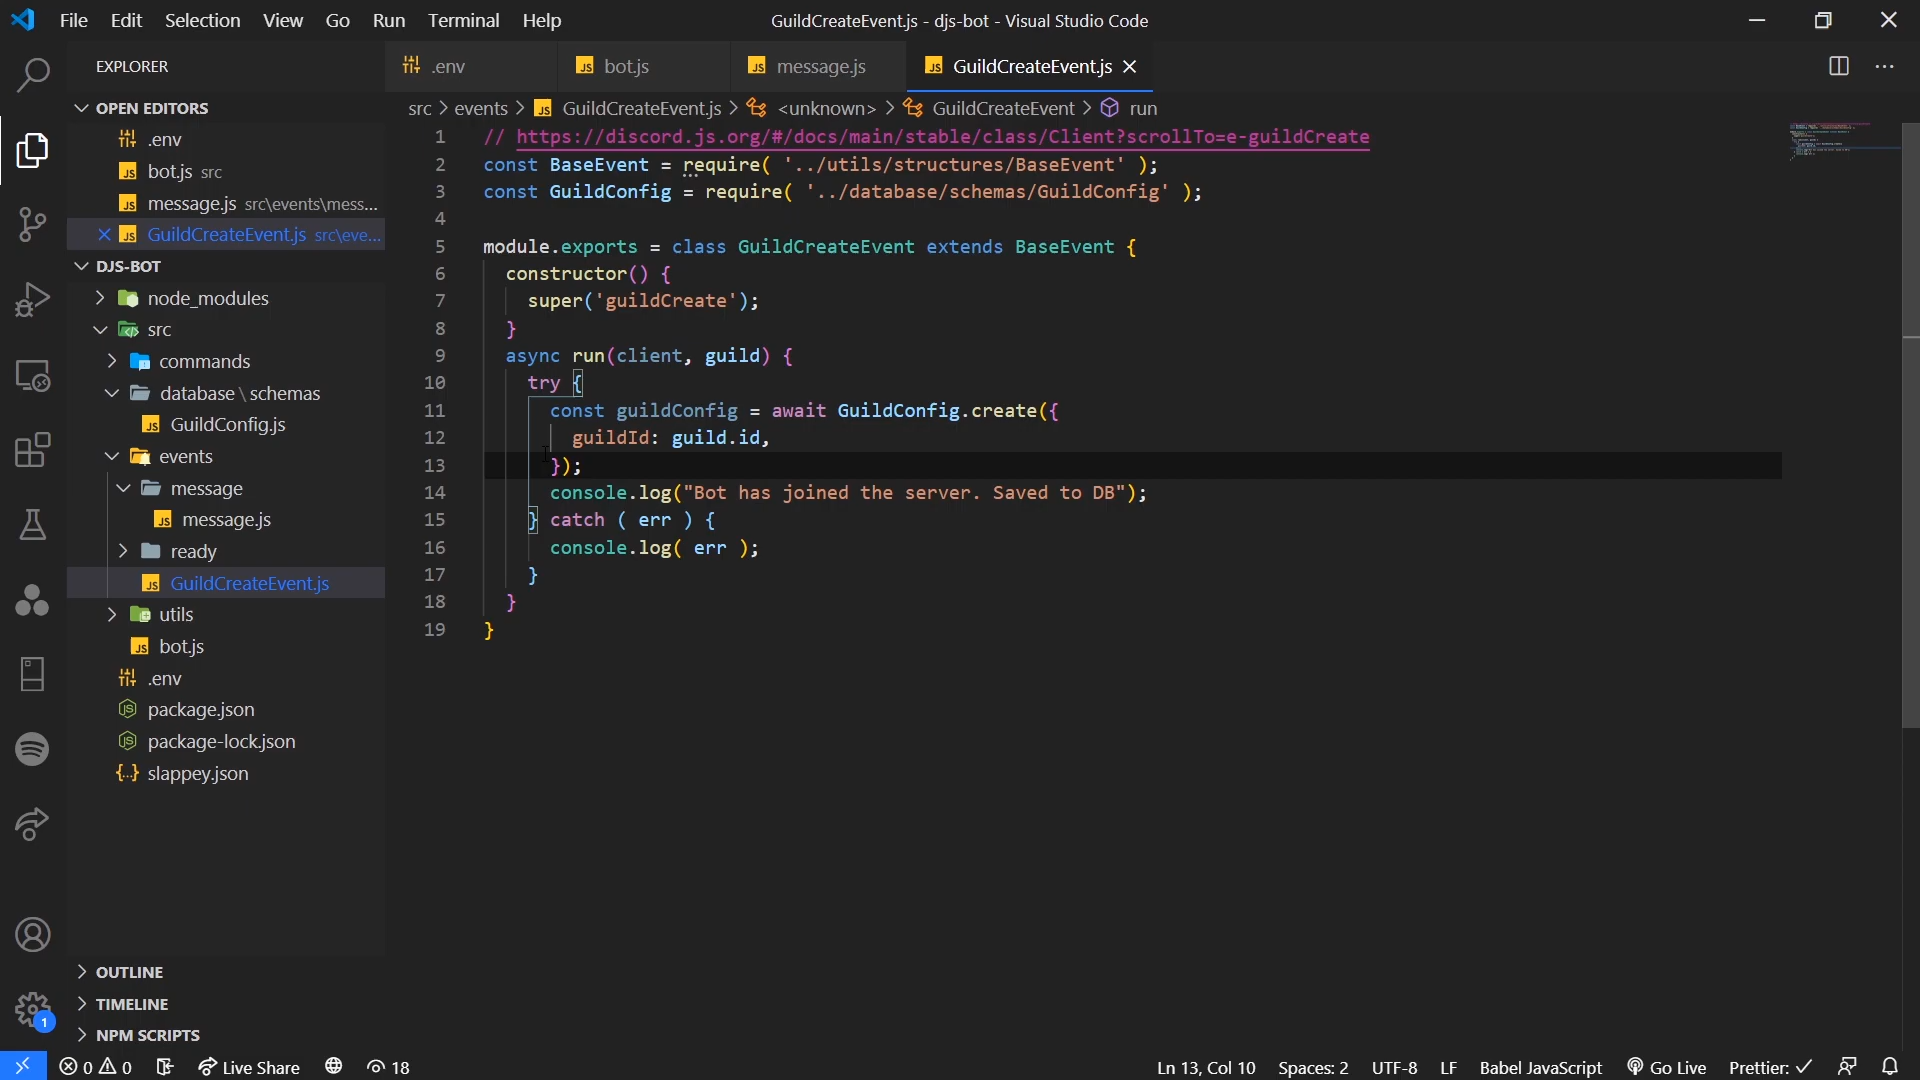 File Edit Selection View Go Run Terminal Help
GuildCreateEvent.js - djs-bot - Visual Studio Code
EXPLORER
OPEN EDITORS
.env
bot.js src
message.js src\events\mess...
GuildCreateEvent.js src\eve...
DJS-BOT
node_modules
src
commands
database \ schemas
GuildConfig.js
events
message
message.js
ready
GuildCreateEvent.js
utils
bot.js
.env
package.json
package-lock.json
slappey.json
OUTLINE
TIMELINE
NPM SCRIPTS
1
.env bot.js message.js GuildCreateEvent.js
src > events > GuildCreateEvent.js > <unknown> > GuildCreateEvent > run
1 // https://discord.js.org/#/docs/main/stable/class/Client?scrollTo=e-guildCreate
2 const BaseEvent = require( '../utils/structures/BaseEvent' );
3 const GuildConfig = require( '../database/schemas/GuildConfig' );
4
5 module.exports = class GuildCreateEvent extends BaseEvent {
6 constructor() {
7 super('guildCreate');
8 }
9 async run(client, guild) {
10 try {
11 const guildConfig = await GuildConfig.create({
12 guildId: guild.id,
13 });
14 console.log("Bot has joined the server. Saved to DB");
15 } catch ( err ) {
16 console.log( err );
17 }
18 }
19 }
0 0 Live Share 18 Ln 13, Col 10 Spaces: 2 UTF-8 LF Babel JavaScript Go Live Prettier: ✓